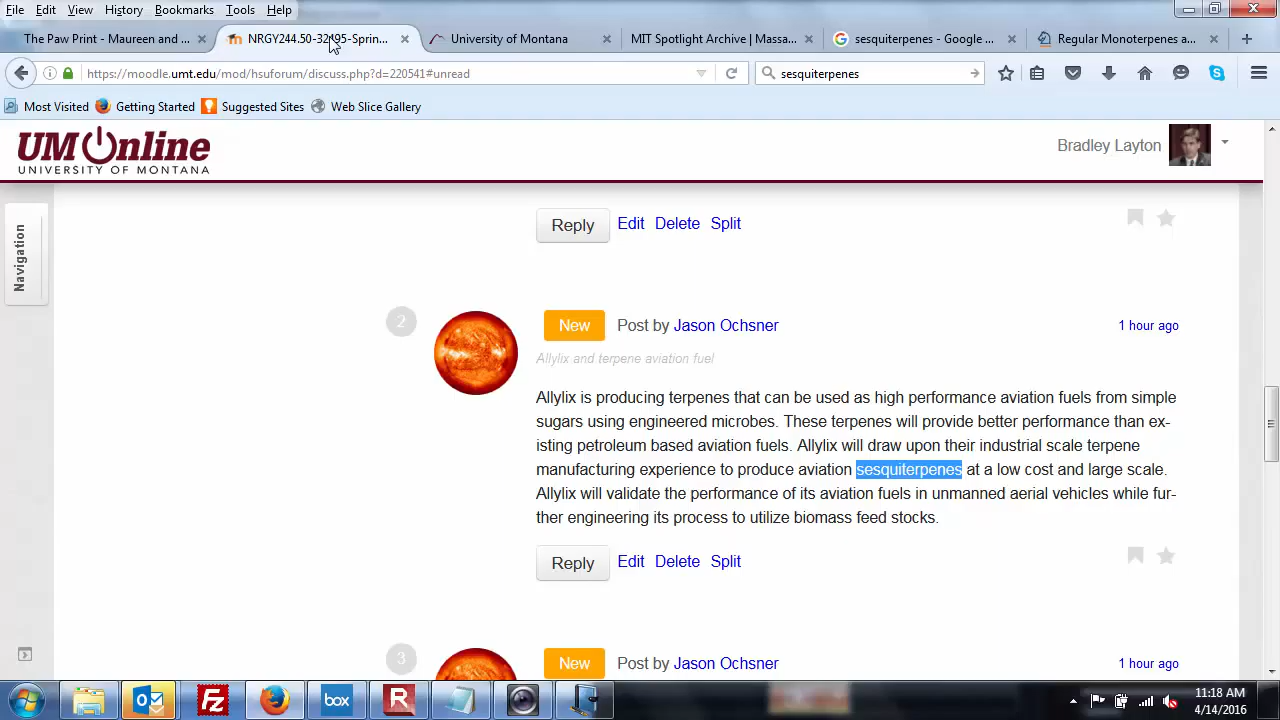 File Edit View History Bookmarks Tools Help
The Paw Print - Maureen and ... NRGY244.50-32495-Sprin... University of Montana MIT Spotlight Archive | Massa... sesquiterpenes - Google ... Regular Monoterpenes a...
https://moodle.umt.edu/mod/hsuforum/discuss.php?d=220541#unread sesquiterpenes
Most Visited Getting Started Suggested Sites Web Slice Gallery
UM Online
UNIVERSITY OF MONTANA
Bradley Layton
Navigation
Reply Edit Delete Split
2 New Post by Jason Ochsner 1 hour ago
Allylix and terpene aviation fuel
Allylix is producing terpenes that can be used as high performance aviation fuels from simple
sugars using engineered microbes. These terpenes will provide better performance than ex-
isting petroleum based aviation fuels. Allylix will draw upon their industrial scale terpene
manufacturing experience to produce aviation sesquiterpenes at a low cost and large scale.
Allylix will validate the performance of its aviation fuels in unmanned aerial vehicles while fur-
ther engineering its process to utilize biomass feed stocks.
Reply Edit Delete Split
3 New Post by Jason Ochsner 1 hour ago
box
11:18 AM
4/14/2016